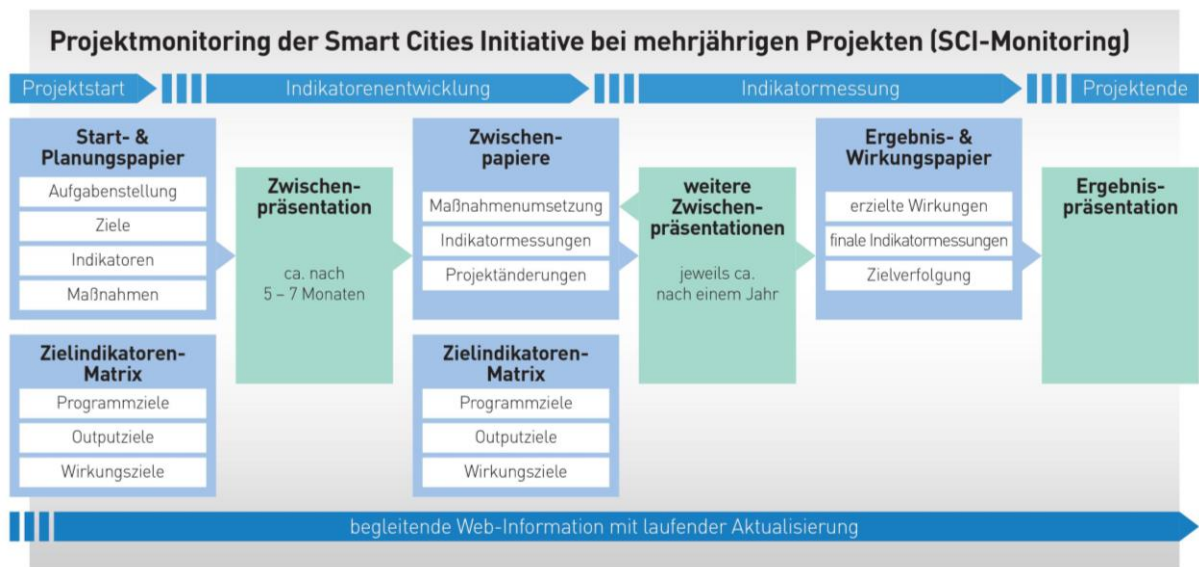 Projektmonitoring der Smart Cities Initiative bei mehrjährigen Projekten (SCI-Monitoring)
Projektstart
Indikatorenentwicklung
Indikatormessung
Projektende
Start- &
Planungspapier
Aufgabenstellung
Ziele
Indikatoren
Maßnahmen
Zielindikatoren-
Matrix
Programmziele
Outputziele
Wirkungsziele
Zwischen-
präsentation
ca. nach
5 – 7 Monaten
Zwischen-
papiere
Maßnahmenumsetzung
Indikatormessungen
Projektänderungen
Zielindikatoren-
Matrix
Programmziele
Outputziele
Wirkungsziele
weitere
Zwischen-
präsentationen
jeweils ca.
nach einem Jahr
Ergebnis- &
Wirkungspapier
erzielte Wirkungen
finale Indikatormessungen
Zielverfolgung
Ergebnis-
präsentation
begleitende Web-Information mit laufender Aktualisierung